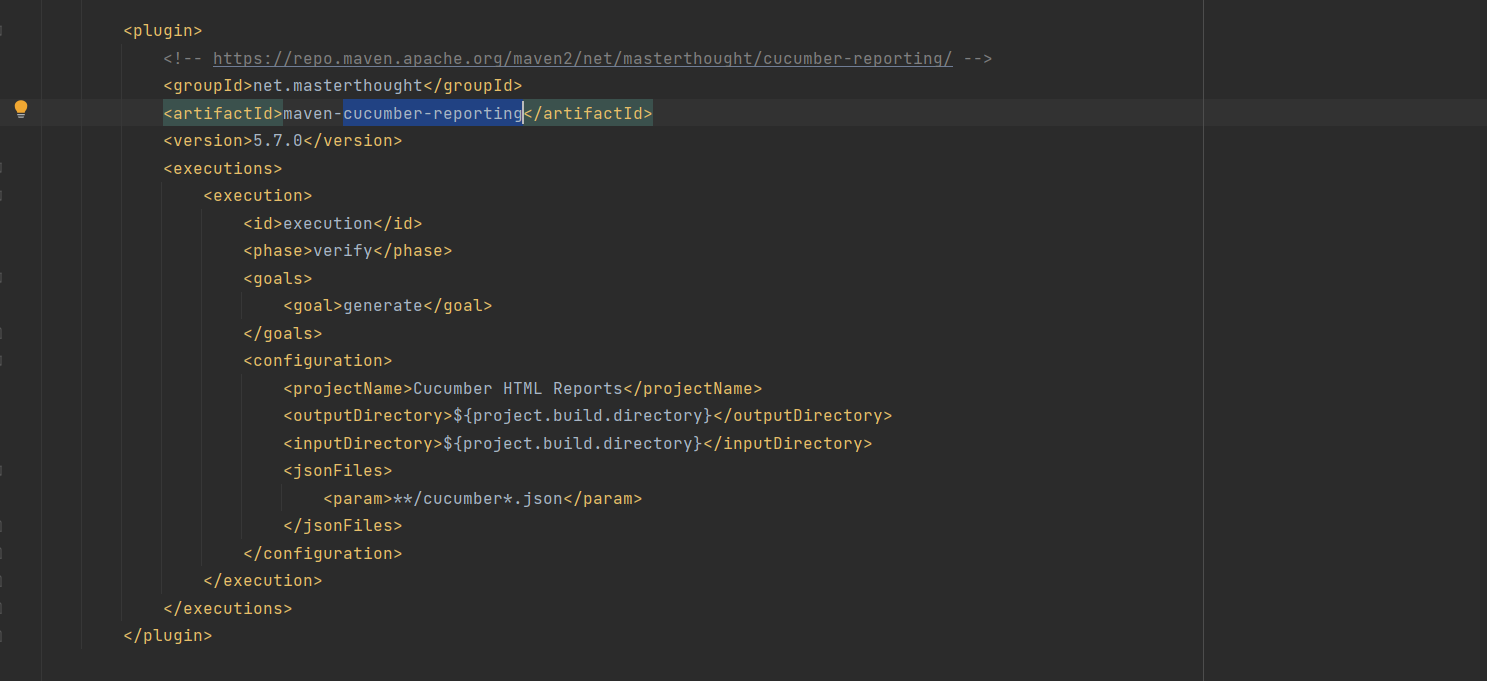 <plugin>
<!-- https://repo.maven.apache.org/maven2/net/masterthought/cucumber-reporting/ -->
<groupId>net.masterthought</groupId>
<artifactId>maven-cucumber-reporting</artifactId>
<version>5.7.0</version>
<executions>
<execution>
<id>execution</id>
<phase>verify</phase>
<goals>
<goal>generate</goal>
</goals>
<configuration>
<projectName>Cucumber HTML Reports</projectName>
<outputDirectory>${project.build.directory}</outputDirectory>
<inputDirectory>${project.build.directory}</inputDirectory>
<jsonFiles>
<param>**/cucumber*.json</param>
</jsonFiles>
</configuration>
</execution>
</executions>
</plugin>